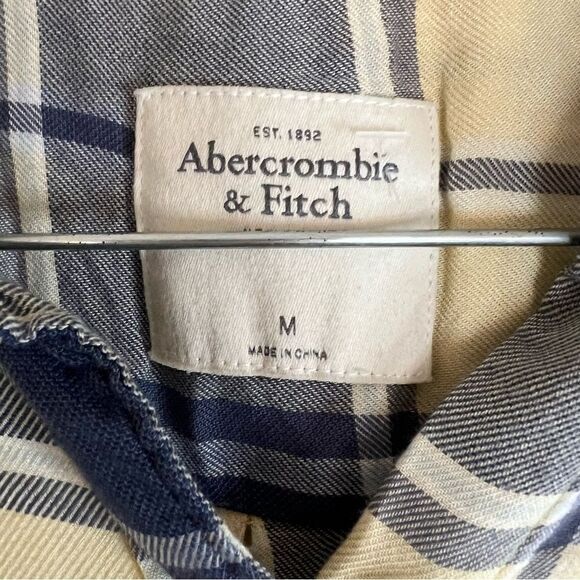 EST. 1892
Abercrombie
& Fitch
M
MADE IN CHINA